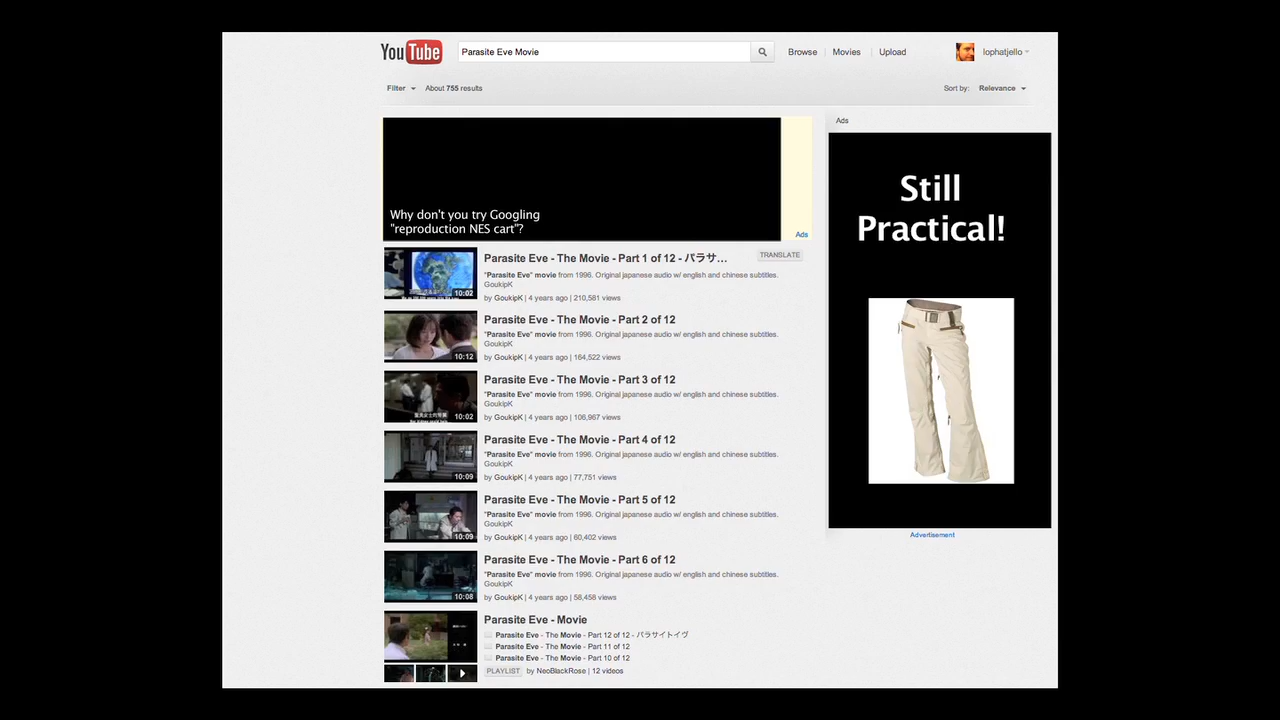 YouTube
Parasite Eve Movie
Browse
Movies
Upload
lophatjello
Filter
About 755 results
Sort by:
Relevance
Why don't you try Googling
"reproduction NES cart"?
Ads
Ads
Still
Practical!
Advertisement
Parasite Eve - The Movie - Part 1 of 12 - パラサ...
TRANSLATE
"Parasite Eve" movie from 1996. Original japanese audio w/ english and chinese subtitles.
GoukipK
by GoukipK | 4 years ago | 210,581 views
10:02
Parasite Eve - The Movie - Part 2 of 12
"Parasite Eve" movie from 1996. Original japanese audio w/ english and chinese subtitles.
GoukipK
by GoukipK | 4 years ago | 164,522 views
10:12
Parasite Eve - The Movie - Part 3 of 12
"Parasite Eve" movie from 1996. Original japanese audio w/ english and chinese subtitles.
GoukipK
by GoukipK | 4 years ago | 106,967 views
10:02
Parasite Eve - The Movie - Part 4 of 12
"Parasite Eve" movie from 1996. Original japanese audio w/ english and chinese subtitles.
GoukipK
by GoukipK | 4 years ago | 77,751 views
10:09
Parasite Eve - The Movie - Part 5 of 12
"Parasite Eve" movie from 1996. Original japanese audio w/ english and chinese subtitles.
GoukipK
by GoukipK | 4 years ago | 60,402 views
10:09
Parasite Eve - The Movie - Part 6 of 12
"Parasite Eve" movie from 1996. Original japanese audio w/ english and chinese subtitles.
GoukipK
by GoukipK | 4 years ago | 58,458 views
10:08
Parasite Eve - Movie
Parasite Eve - The Movie - Part 12 of 12 - パラサイトイヴ
Parasite Eve - The Movie - Part 11 of 12
Parasite Eve - The Movie - Part 10 of 12
PLAYLIST by NeoBlackRose | 12 videos